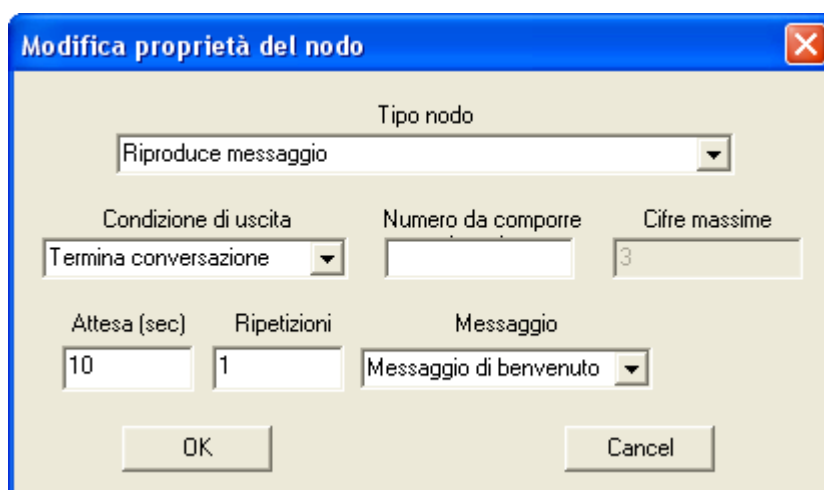 Modifica proprietà del nodo
Tipo nodo
Riproduce messaggio
Condizione di uscita Numero da comporre Cifre massime
Termina conversazione 3
Attesa (sec) Ripetizioni Messaggio
10 1 Messaggio di benvenuto
OK Cancel